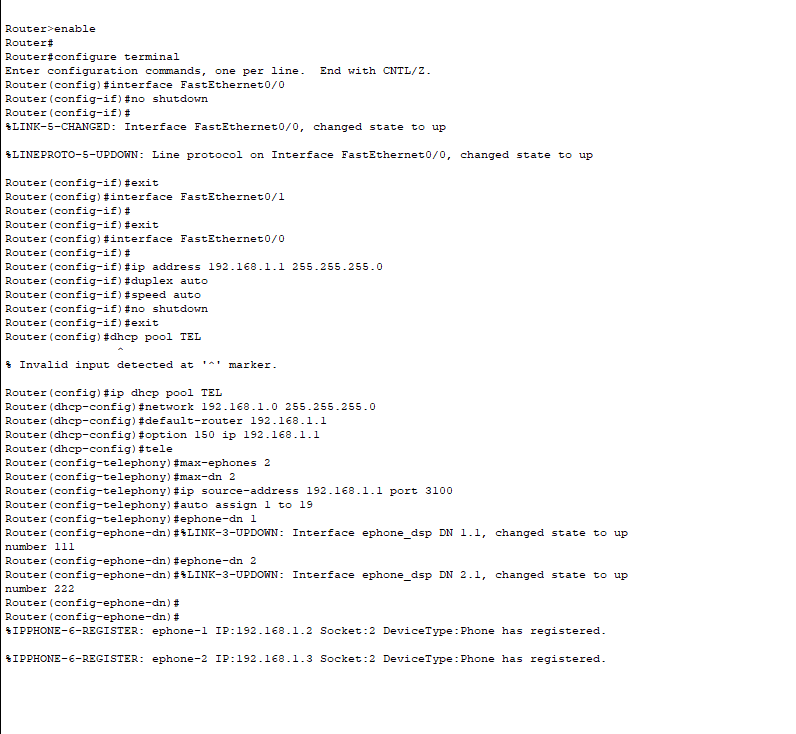 Router>enable
Router#
Router#configure terminal
Enter configuration commands, one per line.  End with CNTL/Z.
Router(config)#interface FastEthernet0/0
Router(config-if)#no shutdown
Router(config-if)#
%LINK-5-CHANGED: Interface FastEthernet0/0, changed state to up
%LINEPROTO-5-UPDOWN: Line protocol on Interface FastEthernet0/0, changed state to up
Router(config-if)#exit
Router(config)#interface FastEthernet0/1
Router(config-if)#
Router(config-if)#exit
Router(config)#interface FastEthernet0/0
Router(config-if)#
Router(config-if)#ip address 192.168.1.1 255.255.255.0
Router(config-if)#duplex auto
Router(config-if)#speed auto
Router(config-if)#no shutdown
Router(config-if)#exit
Router(config)#dhcp pool TEL
^
% Invalid input detected at '^' marker.
Router(config)#ip dhcp pool TEL
Router(dhcp-config)#network 192.168.1.0 255.255.255.0
Router(dhcp-config)#default-router 192.168.1.1
Router(dhcp-config)#option 150 ip 192.168.1.1
Router(dhcp-config)#tele
Router(config-telephony)#max-ephones 2
Router(config-telephony)#max-dn 2
Router(config-telephony)#ip source-address 192.168.1.1 port 3100
Router(config-telephony)#auto assign 1 to 19
Router(config-telephony)#ephone-dn 1
Router(config-ephone-dn)#%LINK-3-UPDOWN: Interface ephone_dsp DN 1.1, changed state to up
number 111
Router(config-ephone-dn)#ephone-dn 2
Router(config-ephone-dn)#%LINK-3-UPDOWN: Interface ephone_dsp DN 2.1, changed state to up
number 222
Router(config-ephone-dn)#
Router(config-ephone-dn)#
%IPPHONE-6-REGISTER: ephone-1 IP:192.168.1.2 Socket:2 DeviceType:Phone has registered.
%IPPHONE-6-REGISTER: ephone-2 IP:192.168.1.3 Socket:2 DeviceType:Phone has registered.